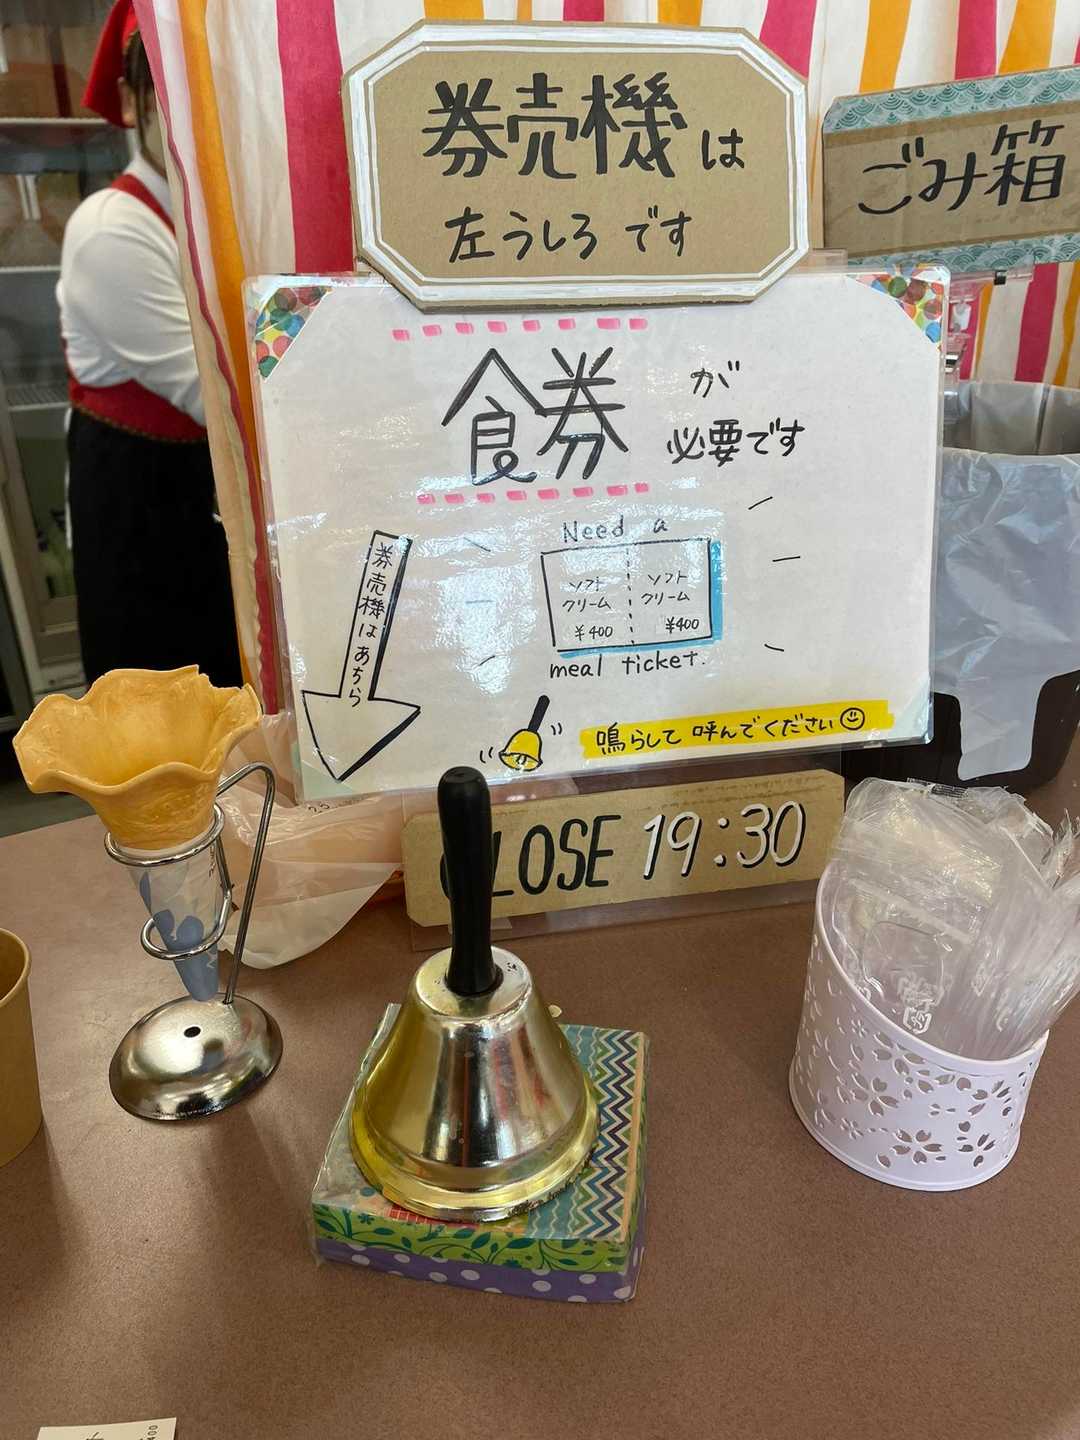 券売機は
左うしろです
ごみ箱
食券が
必要です
Need a
ソフト
クリーム
¥400
ソフト
クリーム
¥400
meal ticket.
券売機はあちら
鳴らして呼んでください
CLOSE 19:30